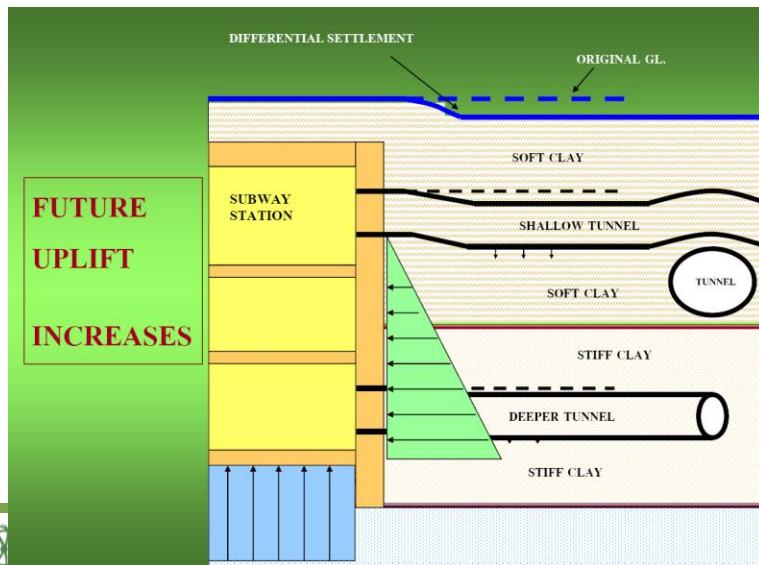 DIFFERENTIAL SETTLEMENT
ORIGINAL GL.
SOFT CLAY
FUTURE
UPLIFT
INCREASES
SUBWAY
STATION
SHALLOW TUNNEL
TUNNEL
SOFT CLAY
STIFF CLAY
DEEPER TUNNEL
STIFF CLAY